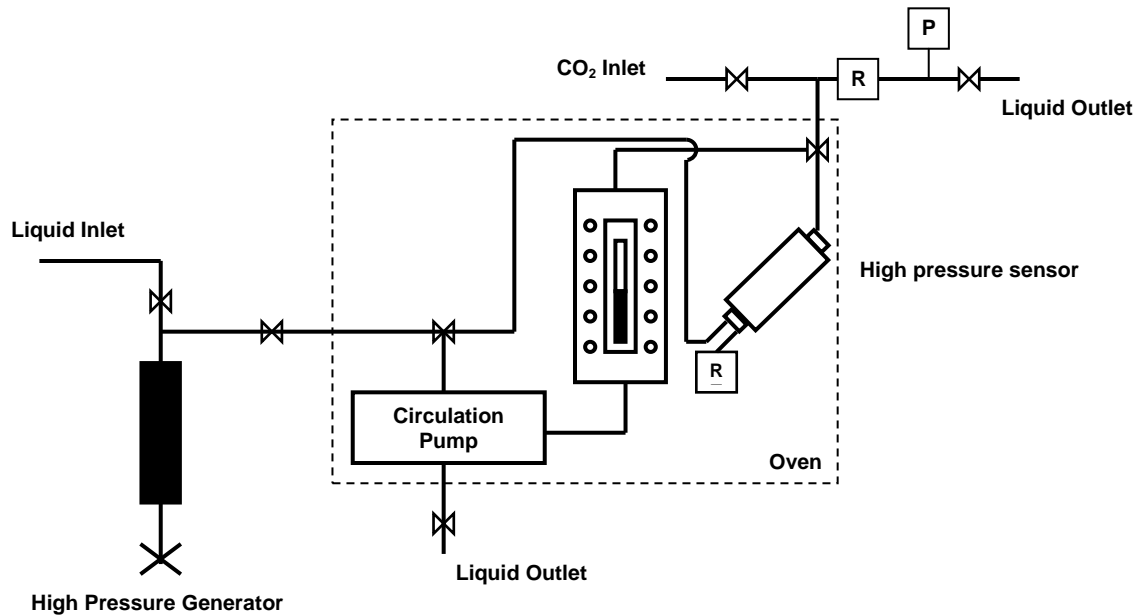 P
CO₂ Inlet
R
Liquid Outlet
Liquid Inlet
High pressure sensor
R
Circulation
Pump
Oven
Liquid Outlet
High Pressure Generator